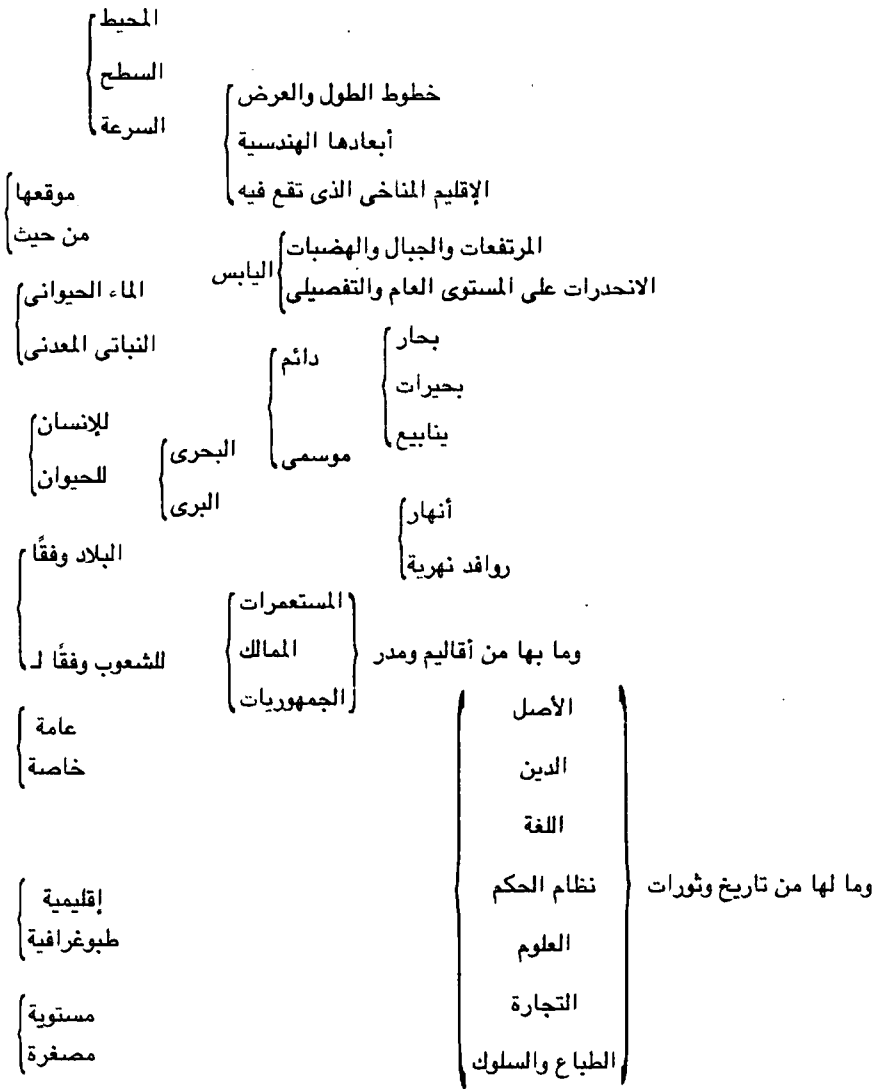 المحيط
السطح
السرعة
خطوط الطول والعرض
أبعادها الهندسية
الإقليم المناخى الذى تقع فيه
موقعها
من حيث
اليابس
المرتفعات والجبال والهضبات
الانحدرات على المستوى العام والتفصيلى
الماء الحيوانى
النباتى المعدنى
دائم
موسمى
بحار
بحيرات
ينابيع
للإنسان
للحيوان
البحرى
البرى
أنهار
روافد نهرية
البلاد وفقًا
للشعوب وفقًا لـ
المستعمرات
الممالك
الجمهوريات
وما بها من أقاليم ومدر
عامة
خاصة
الأصل
الدين
اللغة
نظام الحكم
العلوم
التجارة
الطباع والسلوك
وما لها من تاريخ وثورات
إقليمية
طبوغرافية
مستوية
مصغرة